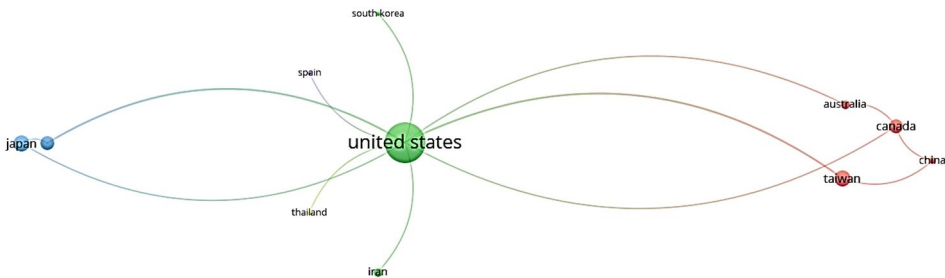 south korea
spain
australia
canada
japan
united states
china
taiwan
thailand
iran